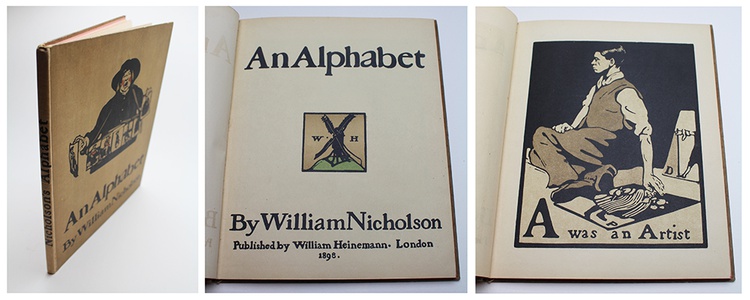 Nicholson's Alphabet
An Alphabet
By William Nicholson
An Alphabet
W H
By William Nicholson
Published by William Heinemann. London
1898.
D
A was an Artist